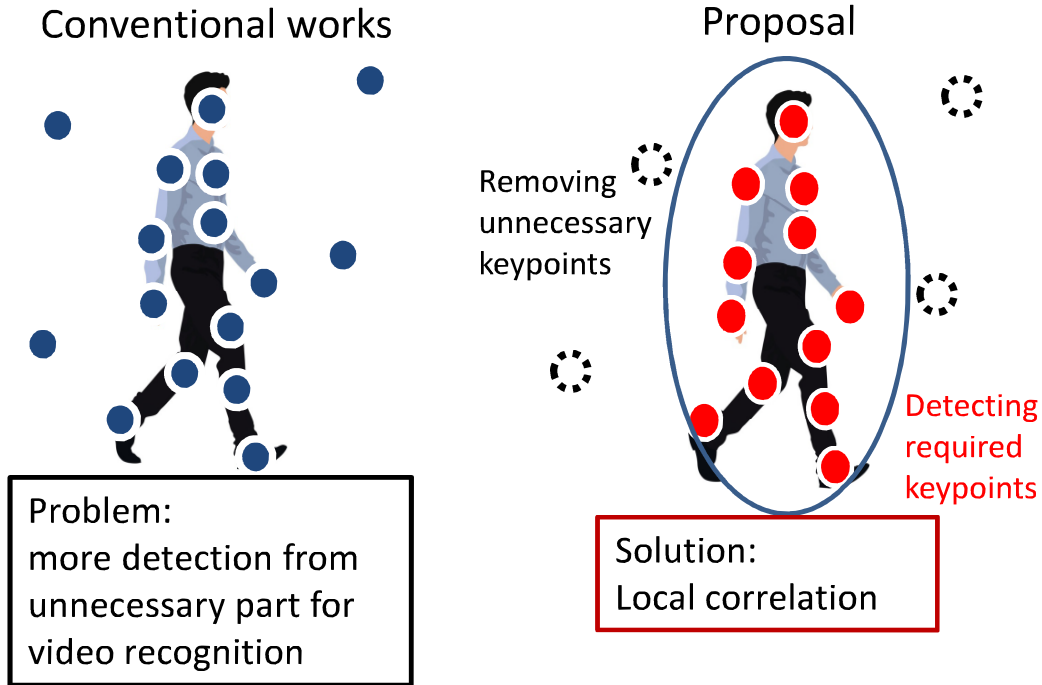 Conventional works
Proposal
Removing
unnecessary
keypoints
Detecting
required
keypoints
Problem:
more detection from
unnecessary part for
video recognition
Solution:
Local correlation